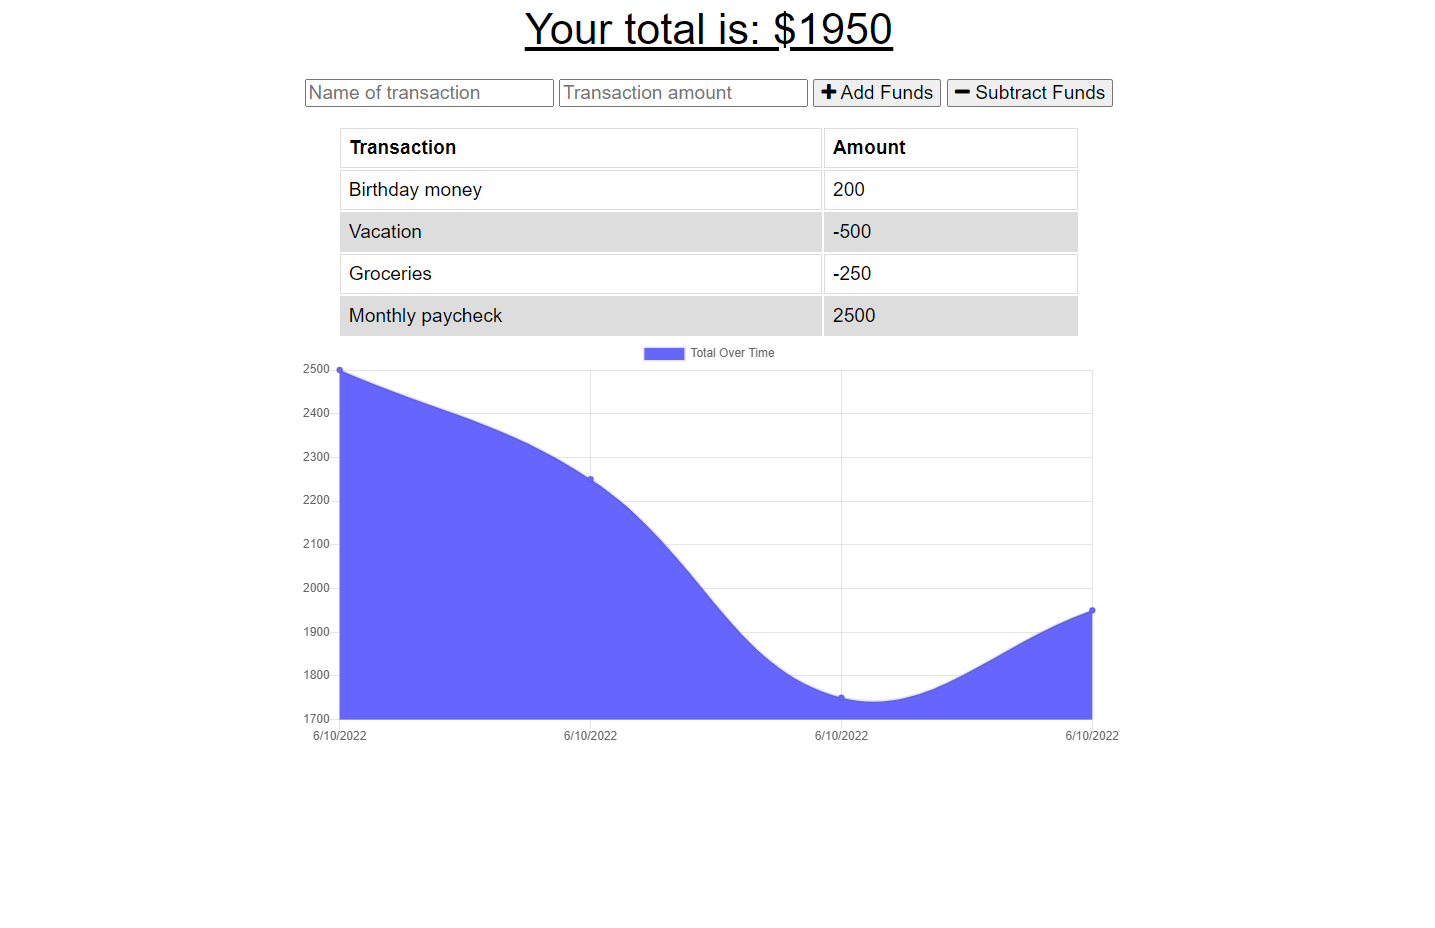 Your total is: $1950
Name of transaction Transaction amount Add Funds Subtract Funds
Transaction Amount
Birthday money 200
Vacation -500
Groceries -250
Monthly paycheck 2500
Total Over Time
2500
2400
2300
2200
2100
2000
1900
1800
1700
6/10/2022 6/10/2022 6/10/2022 6/10/2022